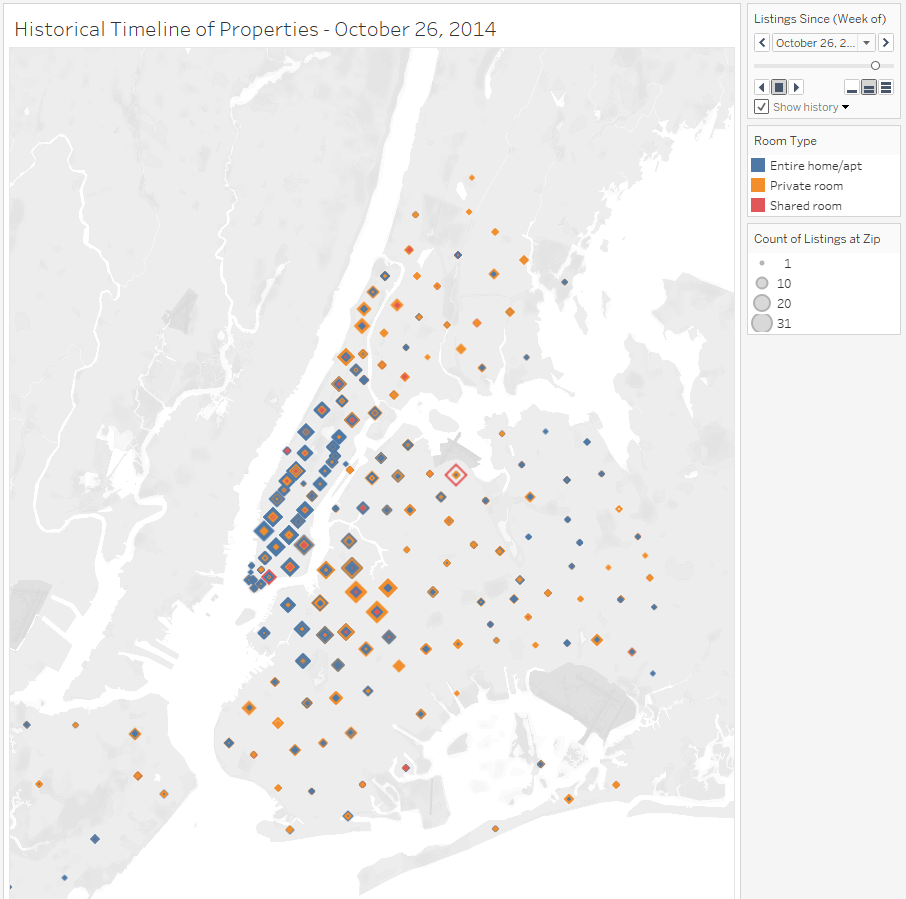 Historical Timeline of Properties - October 26, 2014
Listings Since (Week of)
October 26, 2...
Show history
Room Type
Entire home/apt
Private room
Shared room
Count of Listings at Zip
1
10
20
31